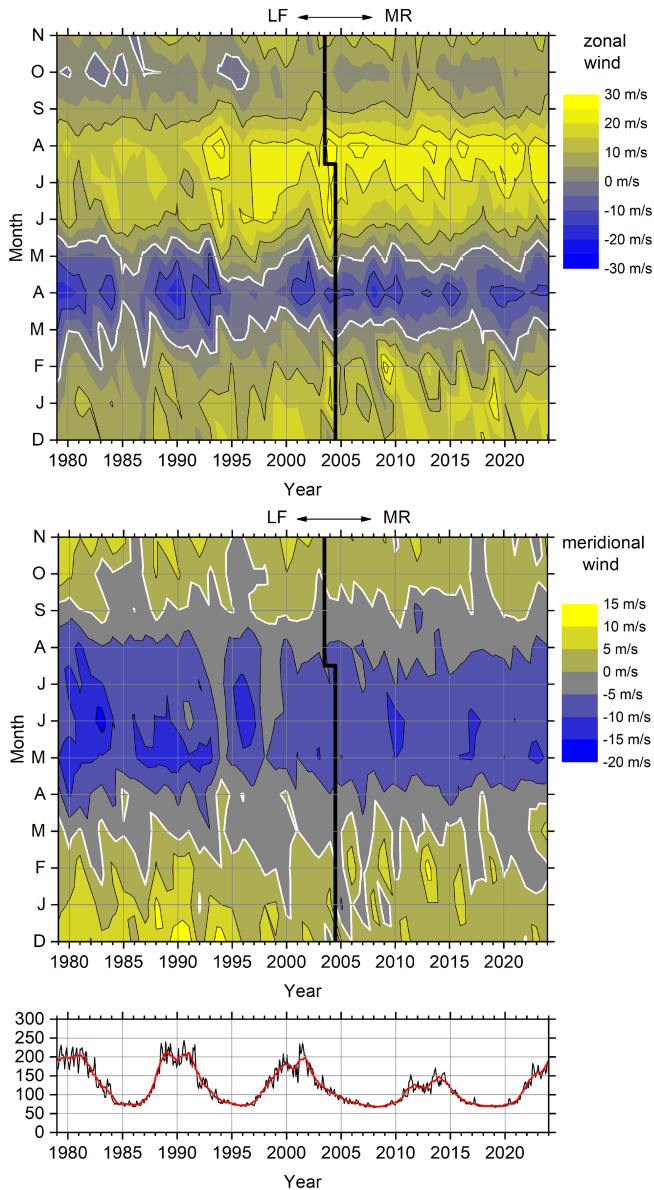 LF MR
N
O
S
A
J
J
M
A
M
F
J
D
Month
1980 1985 1990 1995 2000 2005 2010 2015 2020
Year
zonal
wind
30 m/s
20 m/s
10 m/s
0 m/s
-10 m/s
-20 m/s
-30 m/s
LF MR
N
O
S
A
J
J
M
A
M
F
J
D
Month
1980 1985 1990 1995 2000 2005 2010 2015 2020
Year
meridional
wind
15 m/s
10 m/s
5 m/s
0 m/s
-5 m/s
-10 m/s
-15 m/s
-20 m/s
300
250
200
150
100
50
0
1980 1985 1990 1995 2000 2005 2010 2015 2020
Year